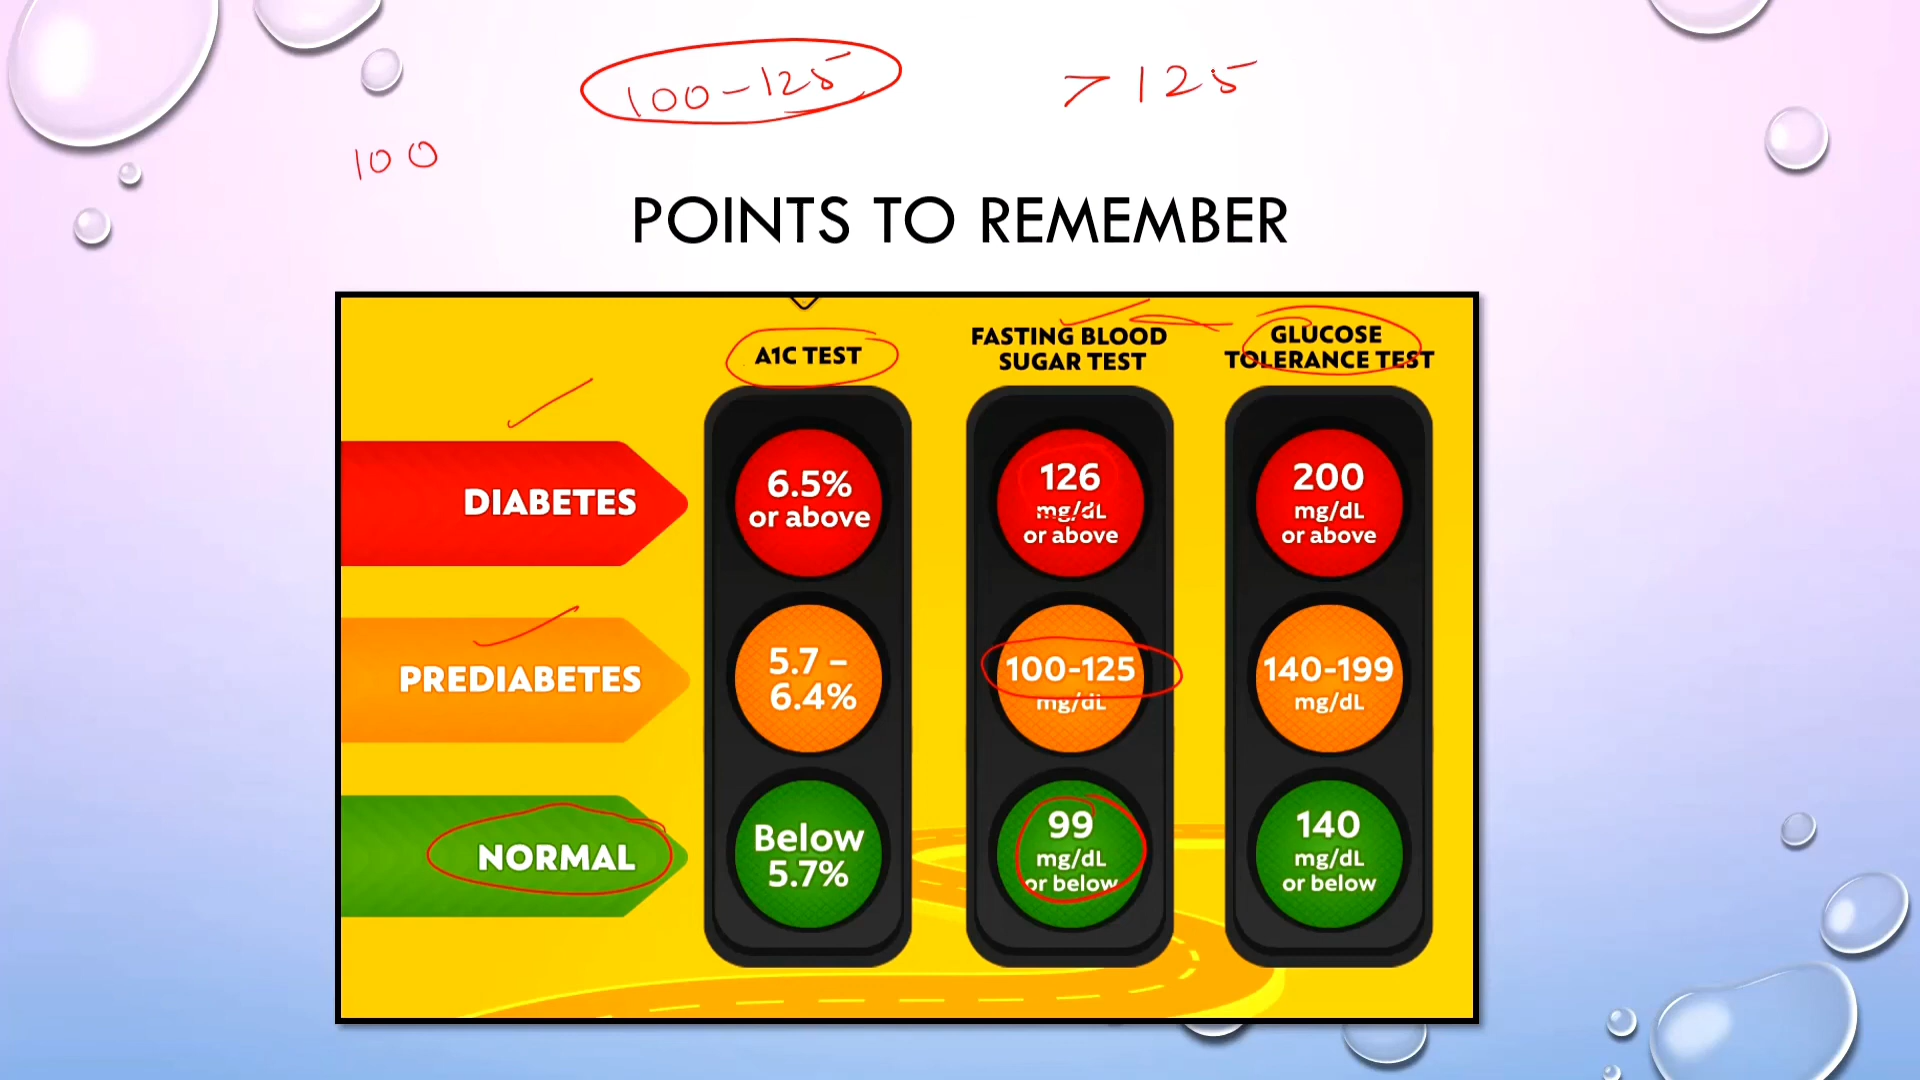 100-125
> 125
100
POINTS TO REMEMBER
A1C TEST
FASTING BLOOD
SUGAR TEST
GLUCOSE
TOLERANCE TEST
DIABETES
6.5%
or above
126
mg/dL
or above
200
mg/dL
or above
PREDIABETES
5.7 –
6.4%
100-125
mg/dL
140-199
mg/dL
NORMAL
Below
5.7%
99
mg/dL
or below
140
mg/dL
or below